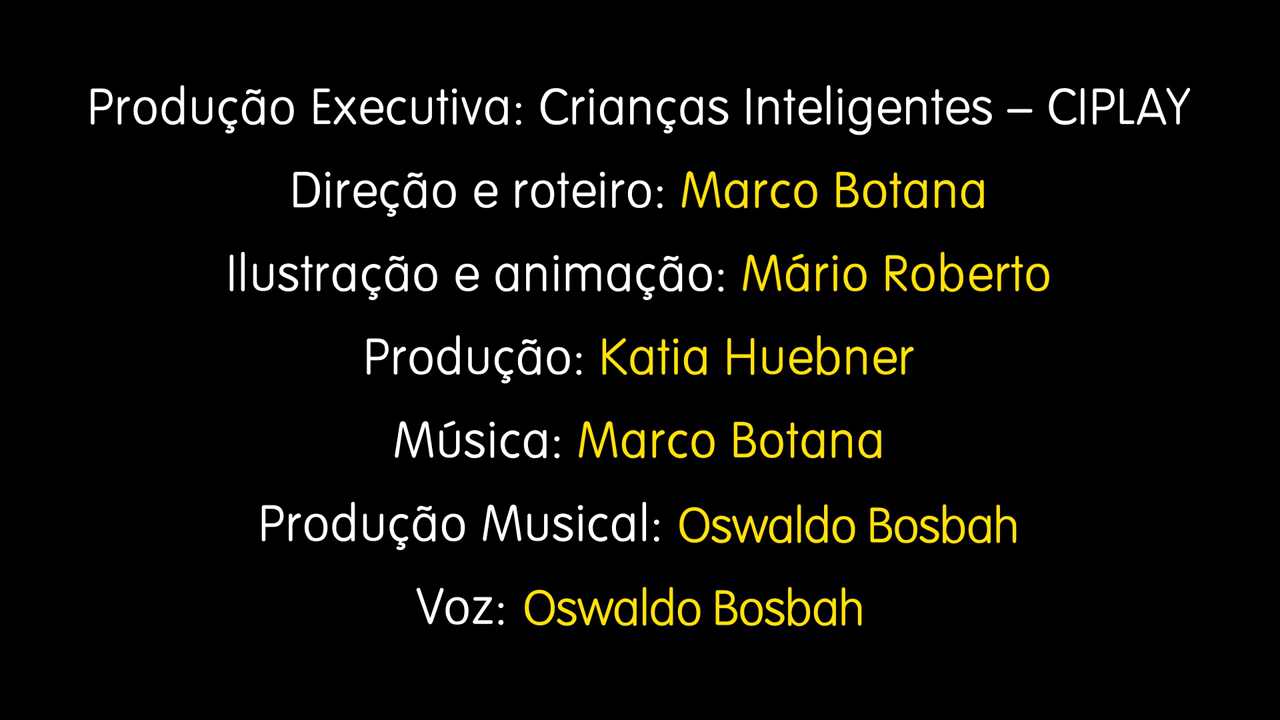 Produção Executiva: Crianças Inteligentes – CIPLAY
Direção e roteiro: Marco Botana
Ilustração e animação: Mário Roberto
Produção: Katia Huebner
Música: Marco Botana
Produção Musical: Oswaldo Bosbah
Voz: Oswaldo Bosbah